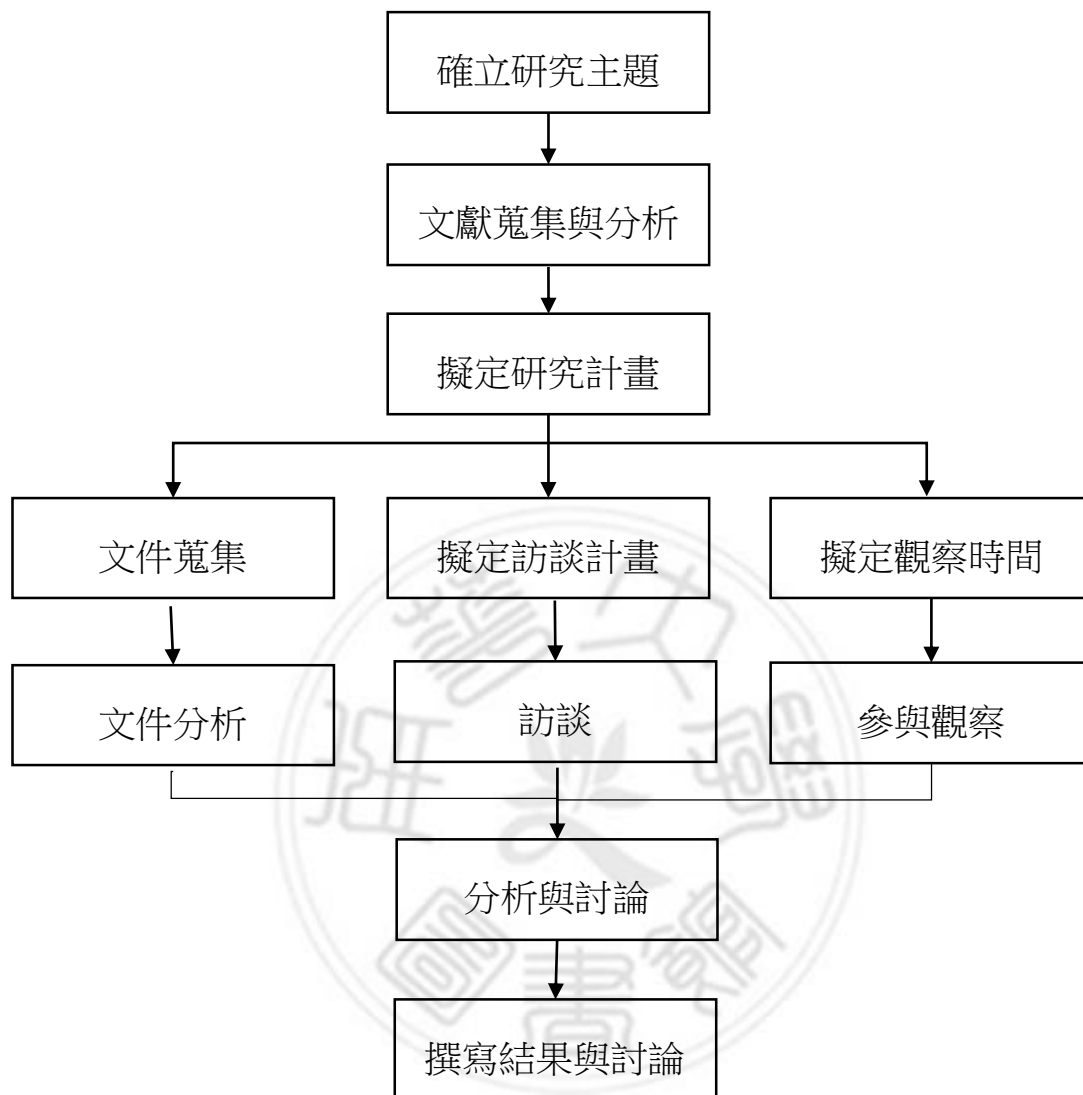 確立研究主題
文獻蒐集與分析
擬定研究計畫
文件蒐集
擬定訪談計畫
擬定觀察時間
文件分析
訪談
參與觀察
分析與討論
撰寫結果與討論